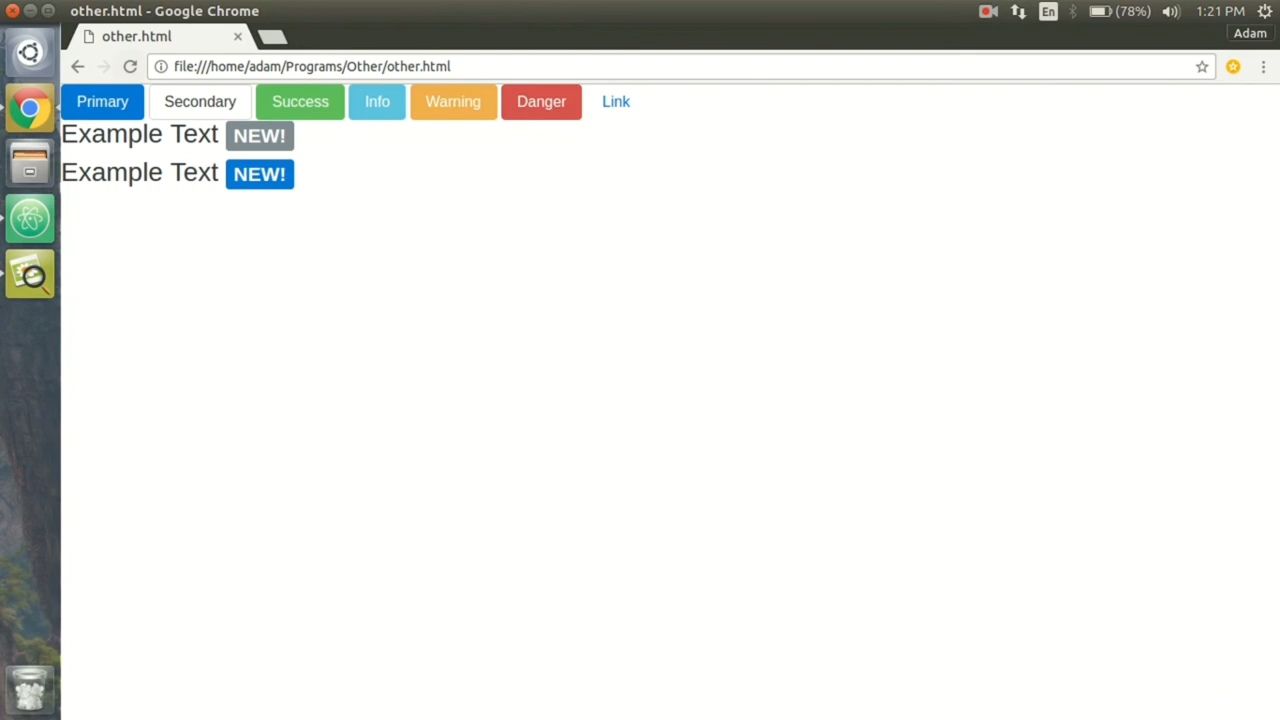 other.html - Google Chrome
En
(78%)
1:21 PM
other.html
Adam
file:///home/adam/Programs/Other/other.html
Primary Secondary Success Info Warning Danger Link
Example Text NEW!
Example Text NEW!